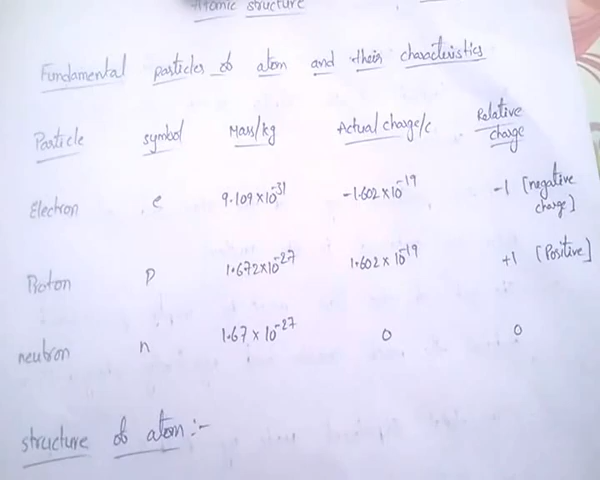 Atomic structure
Fundamental particles of atom and their characteristics
Particle symbol Mass/kg Actual charge/c Relative charge
Electron e 9.109×10⁻³¹ -1.602×10⁻¹⁹ -1 [negative charge]
Proton p 1.672×10⁻²⁷ 1.602×10⁻¹⁹ +1 [Positive]
neutron n 1.67×10⁻²⁷ 0 0
structure of atom:-